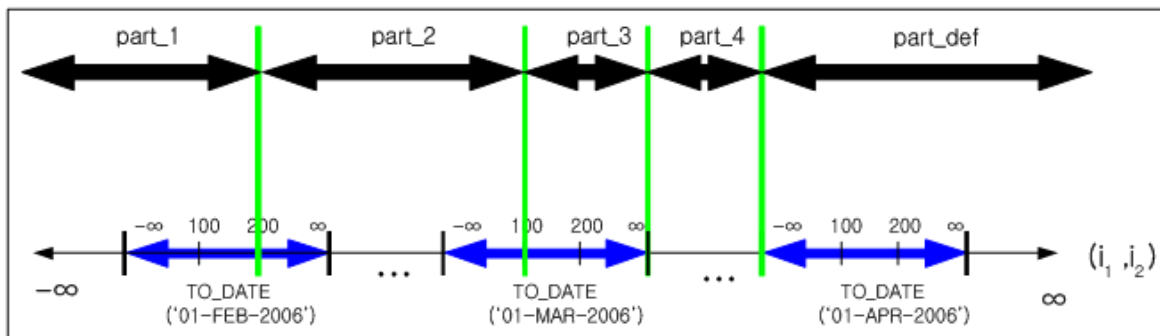 part_1 part_2 part_3 part_4 part_def
-∞ 100 200 ∞ -∞ 100 200 ∞ -∞ 100 200 ∞
... ...
(i₁ ,i₂)
-∞ TO_DATE TO_DATE TO_DATE ∞
('01-FEB-2006') ('01-MAR-2006') ('01-APR-2006')